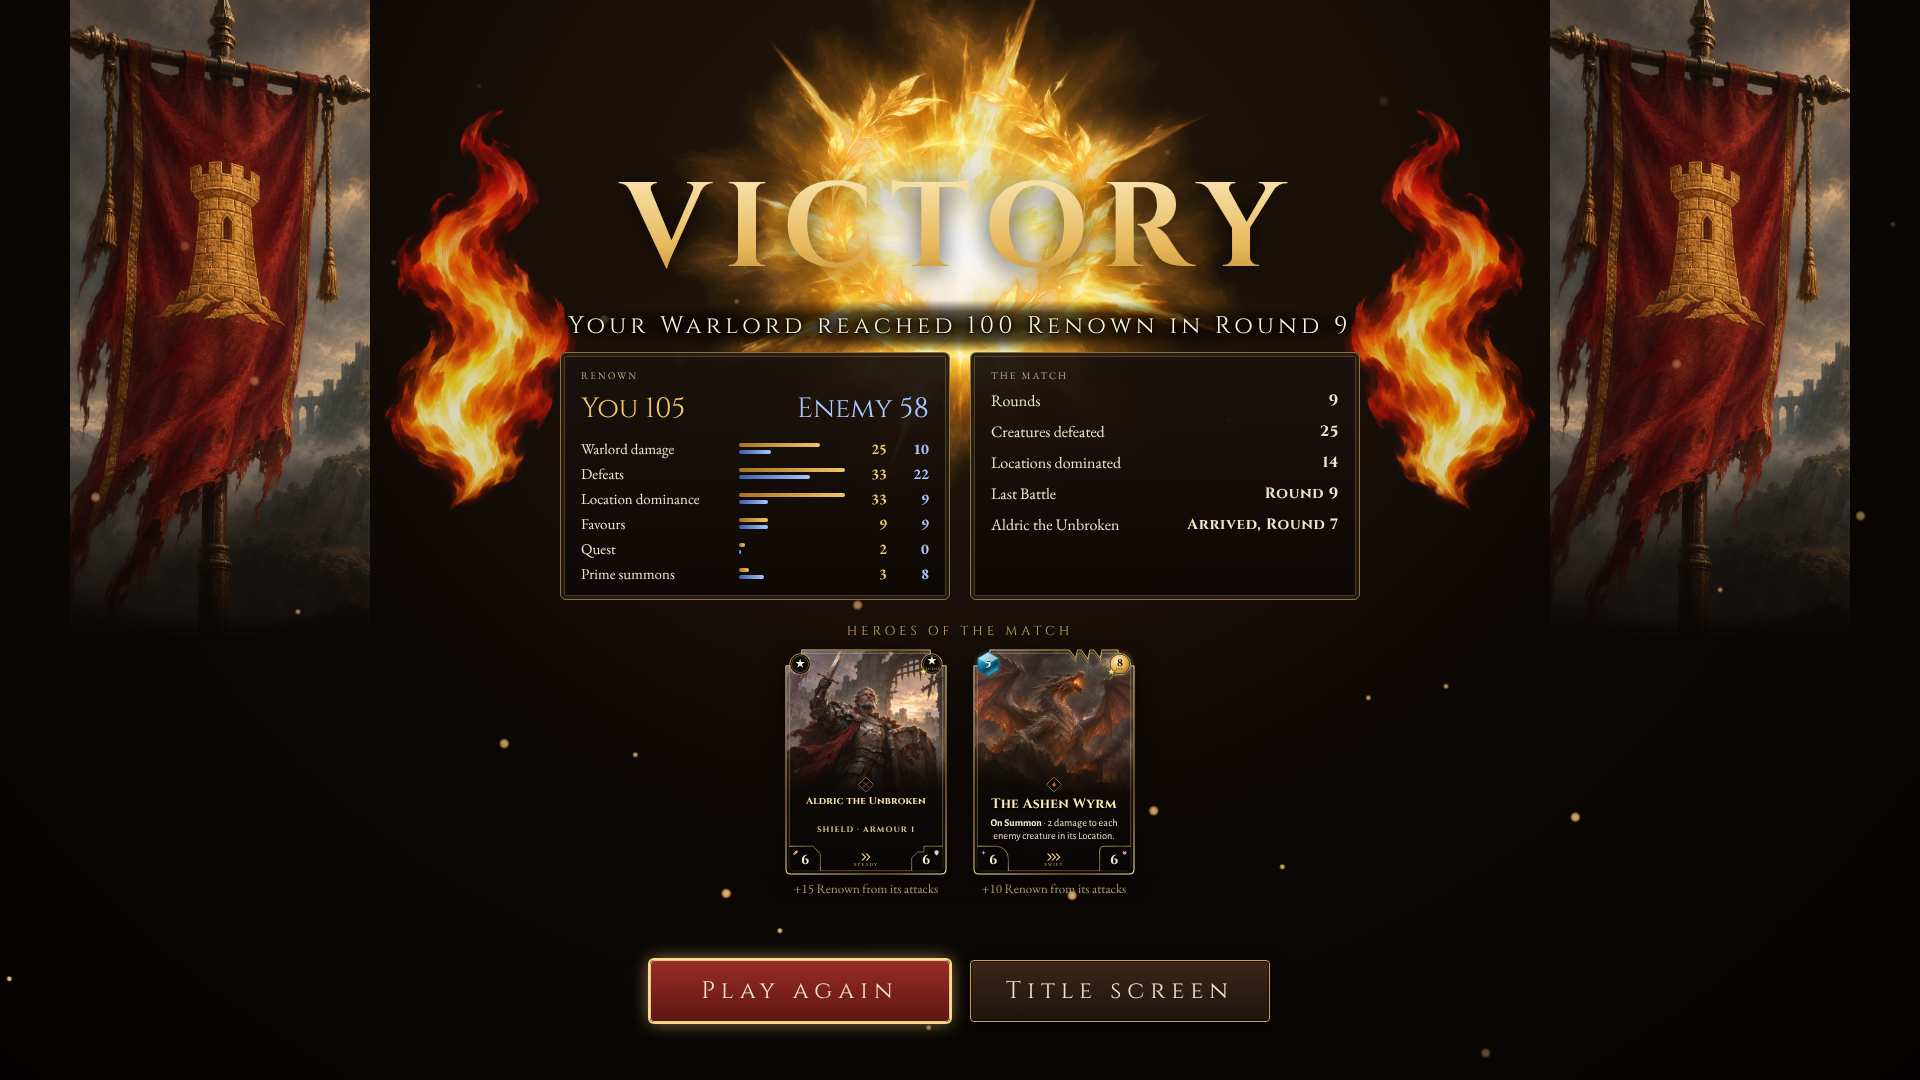 VICTORY
Your Warlord reached 100 Renown in Round 9
RENOWN
You 105 Enemy 58
Warlord damage 25 10
Defeats 33 22
Location dominance 33 9
Favours 9 9
Quest 2 0
Prime summons 3 8
THE MATCH
Rounds 9
Creatures defeated 25
Locations dominated 14
Last Battle Round 9
Aldric the Unbroken Arrived, Round 7
HEROES OF THE MATCH
Aldric the Unbroken
SHIELD · ARMOUR 1
6 STEADY 6
+15 Renown from its attacks
5 8
The Ashen Wyrm
On Summon · 2 damage to each
enemy creature in its Location.
6 SWIFT 6
+10 Renown from its attacks
Play again
Title screen